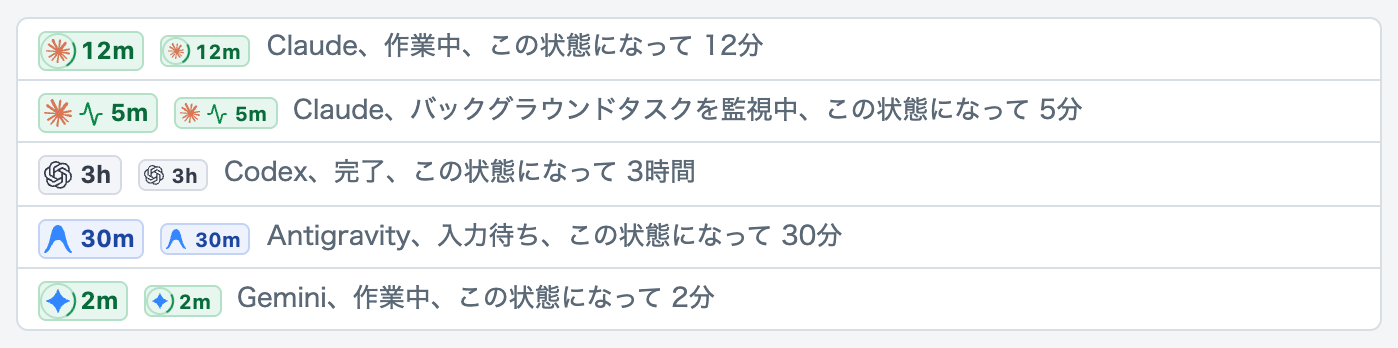 12m 12m Claude、作業中、この状態になって 12分
5m 5m Claude、バックグラウンドタスクを監視中、この状態になって 5分
3h 3h Codex、完了、この状態になって 3時間
30m 30m Antigravity、入力待ち、この状態になって 30分
2m 2m Gemini、作業中、この状態になって 2分